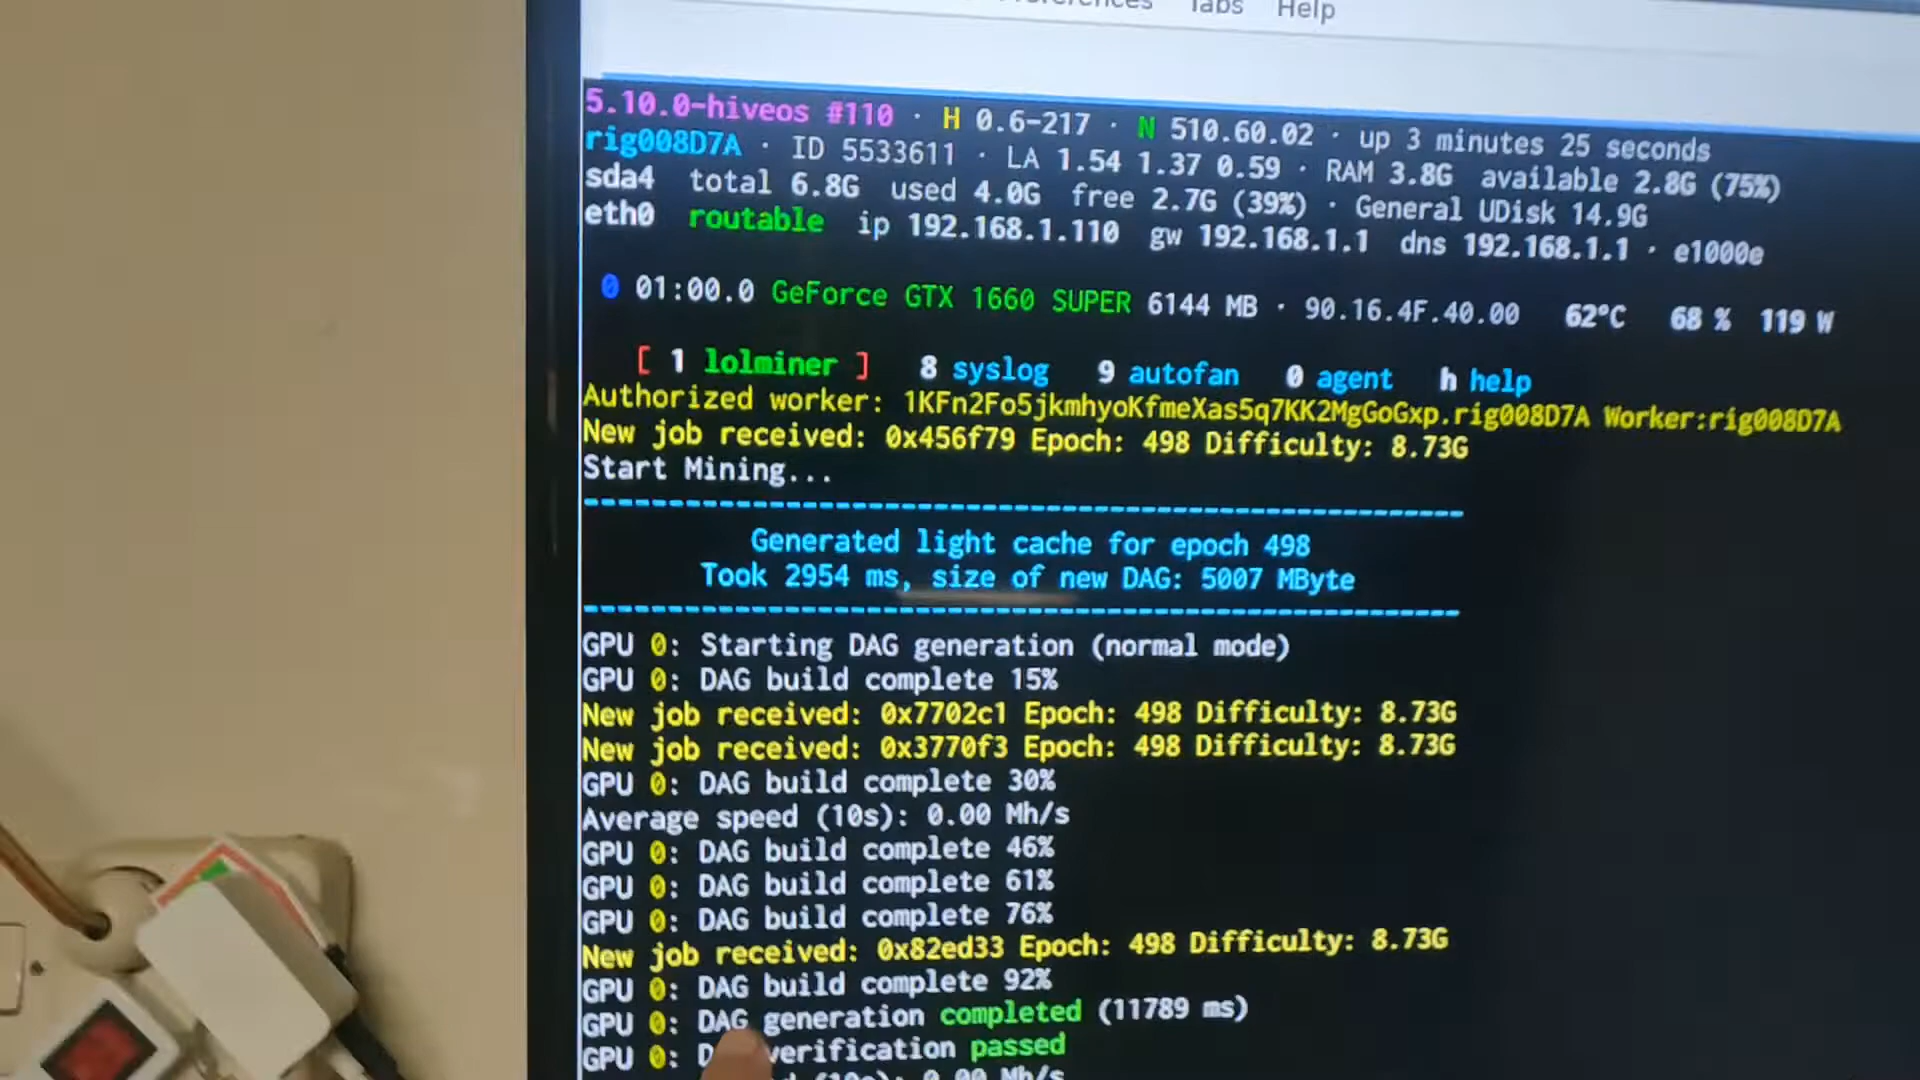 Preferences Tabs Help
5.10.0-hiveos #110 · H 0.6-217 · N 510.60.02 · up 3 minutes 25 seconds
rig008D7A · ID 5533611 · LA 1.54 1.37 0.59 · RAM 3.8G available 2.8G (75%)
sda4 total 6.8G used 4.0G free 2.7G (39%) · General UDisk 14.9G
eth0 routable ip 192.168.1.110 gw 192.168.1.1 dns 192.168.1.1 · e1000e
0 01:00.0 GeForce GTX 1660 SUPER 6144 MB · 90.16.4F.40.00 62°C 68 % 119 W
[ 1 lolminer ] 8 syslog 9 autofan 0 agent h help
Authorized worker: 1KFn2Fo5jkmhyoKfmeXas5q7KK2MgGoGxp.rig008D7A Worker:rig008D7A
New job received: 0x456f79 Epoch: 498 Difficulty: 8.73G
Start Mining...
Generated light cache for epoch 498
Took 2954 ms, size of new DAG: 5007 MByte
GPU 0: Starting DAG generation (normal mode)
GPU 0: DAG build complete 15%
New job received: 0x7702c1 Epoch: 498 Difficulty: 8.73G
New job received: 0x3770f3 Epoch: 498 Difficulty: 8.73G
GPU 0: DAG build complete 30%
Average speed (10s): 0.00 Mh/s
GPU 0: DAG build complete 46%
GPU 0: DAG build complete 61%
GPU 0: DAG build complete 76%
New job received: 0x82ed33 Epoch: 498 Difficulty: 8.73G
GPU 0: DAG build complete 92%
GPU 0: DAG generation completed (11789 ms)
GPU 0: verification passed
(10s): 0.00 Mh/s